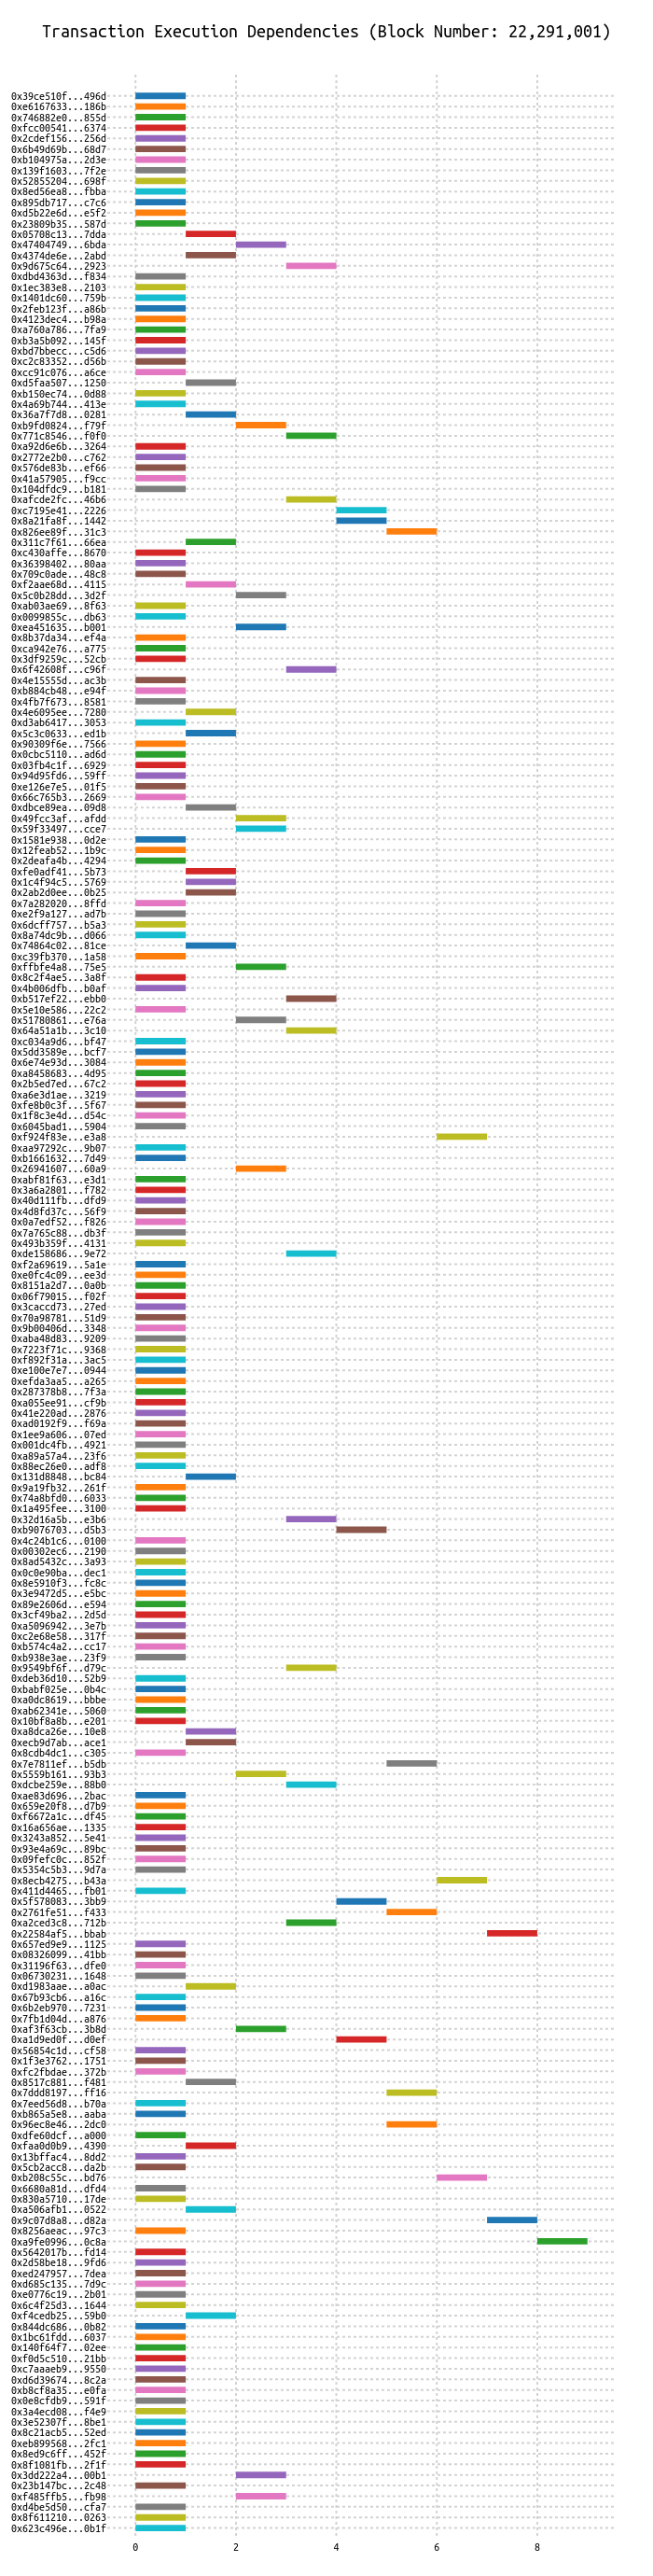 Transaction Execution Dependencies (Block Number: 22,291,001)
0x39ce510f...496d
0xe6167633...186b
0x746882e0...855d
0xfcc00541...6374
0x2cdef156...256d
0x6b49d69b...68d7
0xb104975a...2d3e
0x139f1603...7f2e
0x52855204...698f
0x8ed56ea8...fbba
0x895db717...c7c6
0xd5b22e6d...e5f2
0x23809b35...587d
0x05708c13...7dda
0x47404749...6bda
0x4374de6e...2abd
0x9d675c64...2923
0xdbd4363d...f834
0x1ec383e8...2103
0x1401dc60...759b
0x2feb123f...a86b
0x4123dec4...b98a
0xa760a786...7fa9
0xb3a5b092...145f
0xbd7bbecc...c5d6
0xc2c83352...d56b
0xcc91c076...a6ce
0xd5faa507...1250
0xb150ec74...0d88
0x4a69b744...413e
0x36a7f7d8...0281
0xb9fd0824...f79f
0x771c8546...f0f0
0xa92d6e6b...3264
0x2772e2b0...c762
0x576de83b...ef66
0x41a57905...f9cc
0x104dfdc9...b181
0xafcde2fc...46b6
0xc7195e41...2226
0x8a21fa8f...1442
0x826ee89f...31c3
0x311c7f61...66ea
0xc430affe...8670
0x36398402...80aa
0x709c0ade...48c8
0xf2aae68d...4115
0x5c0b28dd...3d2f
0xab03ae69...8f63
0x0099855c...db63
0xea451635...b001
0x8b37da34...ef4a
0xca942e76...a775
0x3df9259c...52cb
0x6f42608f...c96f
0x4e15555d...ac3b
0xb884cb48...e94f
0x4fb7f673...8581
0x4e6095ee...7280
0xd3ab6417...3053
0x5c3c0633...ed1b
0x90309f6e...7566
0x0cbc5110...ad6d
0x03fb4c1f...6929
0x94d95fd6...59ff
0xe126e7e5...01f5
0x66c765b3...2669
0xdbce89ea...09d8
0x49fcc3af...afdd
0x59f33497...cce7
0x1581e938...0d2e
0x12feab52...1b9c
0x2deafa4b...4294
0xfe0adf41...5b73
0x1c4f94c5...5769
0x2ab2d0ee...0b25
0x7a282020...8ffd
0xe2f9a127...ad7b
0x6dcff757...b5a3
0x8a74dc9b...d066
0x74864c02...81ce
0xc39fb370...1a58
0xffbfe4a8...75e5
0x8c2f4ae5...3a8f
0x4b006dfb...b0af
0xb517ef22...ebb0
0x5e10e586...22c2
0x51780861...e76a
0x64a51a1b...3c10
0xc034a9d6...bf47
0x5dd3589e...bcf7
0x6e74e93d...3084
0xa8458683...4d95
0x2b5ed7ed...67c2
0xa6e3d1ae...3219
0xfe8b0c3f...5f67
0x1f8c3e4d...d54c
0x6045bad1...5904
0xf924f83e...e3a8
0xaa97292c...9b07
0xb1661632...7d49
0x26941607...60a9
0xabf81f63...e3d1
0x3a6a2801...f782
0x40d111fb...dfd9
0x4d8fd37c...56f9
0x0a7edf52...f826
0x7a765c88...db3f
0x493b359f...4131
0xde158686...9e72
0xf2a69619...5a1e
0xe0fc4c09...ee3d
0x8151a2d7...0a0b
0x06f79015...f02f
0x3caccd73...27ed
0x70a98781...51d9
0x9b00406d...3348
0xaba48d83...9209
0x7223f71c...9368
0xf892f31a...3ac5
0xe100e7e7...0944
0xefda3aa5...a265
0x287378b8...7f3a
0xa055ee91...cf9b
0x41e220ad...2876
0xad0192f9...f69a
0x1ee9a606...07ed
0x001dc4fb...4921
0xa89a57a4...23f6
0x88ec26e0...adf8
0x131d8848...bc84
0x9a19fb32...261f
0x74a8bfd0...6033
0x1a495fee...3100
0x32d16a5b...e3b6
0xb9076703...d5b3
0x4c24b1c6...0100
0x00302ec6...2190
0x8ad5432c...3a93
0x0c0e90ba...dec1
0x8e5910f3...fc8c
0x3e9472d5...e5bc
0x89e2606d...e594
0x3cf49ba2...2d5d
0xa5096942...3e7b
0xc2e68e58...317f
0xb574c4a2...cc17
0xb938e3ae...23f9
0x9549bf6f...d79c
0xdeb36d10...52b9
0xbabf025e...0b4c
0xa0dc8619...bbbe
0xab62341e...5060
0x10bf8a8b...e201
0xa8dca26e...10e8
0xecb9d7ab...ace1
0x8cdb4dc1...c305
0x7e7811ef...b5db
0x5559b161...93b3
0xdcbe259e...88b0
0xae83d696...2bac
0x659e20f8...d7b9
0xf6672a1c...df45
0x16a656ae...1335
0x3243a852...5e41
0x93e4a69c...89bc
0x09fefc0c...852f
0x5354c5b3...9d7a
0x8ecb4275...b43a
0x411d4465...fb01
0x5f578083...3bb9
0x2761fe51...f433
0xa2ced3c8...712b
0x22584af5...bbab
0x657ed9e9...1125
0x08326099...41bb
0x31196f63...dfe0
0x06730231...1648
0xd1983aae...a0ac
0x67b93cb6...a16c
0x6b2eb970...7231
0x7fb1d04d...a876
0xaf3f63cb...3b8d
0xa1d9ed0f...d0ef
0x56854c1d...cf58
0x1f3e3762...1751
0xfc2fbdae...372b
0x8517c881...f481
0x7ddd8197...ff16
0x7eed56d8...b70a
0xb865a5e8...aaba
0x96ec8e46...2dc0
0xdfe60dcf...a000
0xfaa0d0b9...4390
0x13bffac4...8dd2
0x5cb2acc8...da2b
0xb208c55c...bd76
0x6680a81d...dfd4
0x830a5710...17de
0xa506afb1...0522
0x9c07d8a8...d82a
0x8256aeac...97c3
0xa9fe0996...0c8a
0x5642017b...fd14
0x2d58be18...9fd6
0xed247957...7dea
0xd685c135...7d9c
0xe0776c19...2b01
0x6c4f25d3...1644
0xf4cedb25...59b0
0x844dc686...0b82
0x1bc61fdd...6037
0x140f64f7...02ee
0xf0d5c510...21bb
0xc7aaaeb9...9550
0xd6d39674...8c2a
0xb8cf8a35...e0fa
0x0e8cfdb9...591f
0x3a4ecd08...f4e9
0x3e52307f...8be1
0x8c21acb5...52ed
0xeb899568...2fc1
0x8ed9c6ff...452f
0x8f1081fb...2f1f
0x3dd222a4...00b1
0x23b147bc...2c48
0xf485ffb5...fb98
0xd4be5d50...cfa7
0x8f611210...0263
0x623c496e...0b1f
0 2 4 6 8